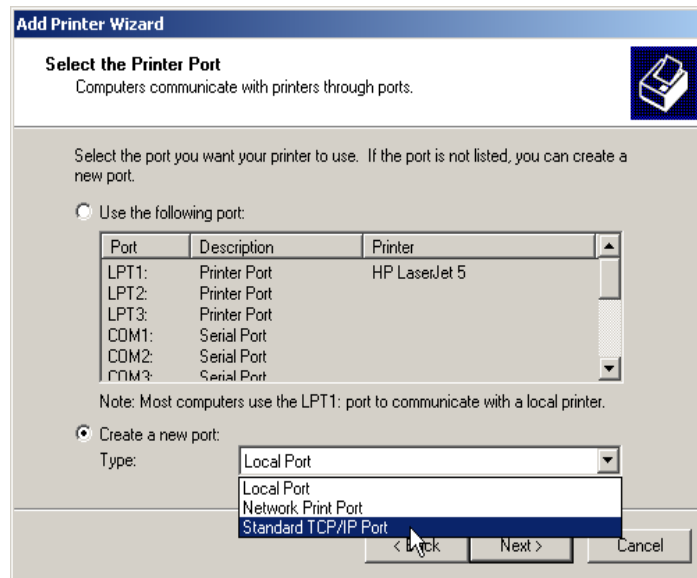 Add Printer Wizard
Select the Printer Port
Computers communicate with printers through ports.
Select the port you want your printer to use. If the port is not listed, you can create a
new port.
Use the following port:
Port Description Printer
LPT1: Printer Port HP LaserJet 5
LPT2: Printer Port
LPT3: Printer Port
COM1: Serial Port
COM2: Serial Port
COM3: Serial Port
Note: Most computers use the LPT1: port to communicate with a local printer.
Create a new port:
Type: Local Port
Local Port
Network Print Port
Standard TCP/IP Port
< Back Next > Cancel